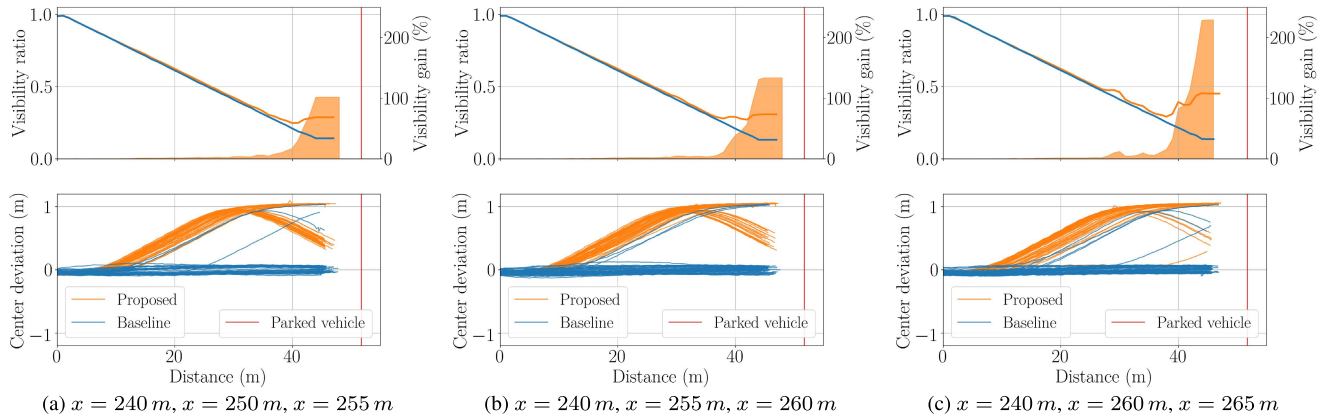 1.0
0.5
0.0
Visibility ratio
200
100
0
Visibility gain (%)
1
0
−1
Center deviation (m)
Proposed
Baseline
Parked vehicle
0
20
40
Distance (m)
(a) x = 240 m, x = 250 m, x = 255 m
1.0
0.5
0.0
Visibility ratio
200
100
0
Visibility gain (%)
1
0
−1
Center deviation (m)
Proposed
Baseline
Parked vehicle
0
20
40
Distance (m)
(b) x = 240 m, x = 255 m, x = 260 m
1.0
0.5
0.0
Visibility ratio
200
100
0
Visibility gain (%)
1
0
−1
Center deviation (m)
Proposed
Baseline
Parked vehicle
0
20
40
Distance (m)
(c) x = 240 m, x = 260 m, x = 265 m